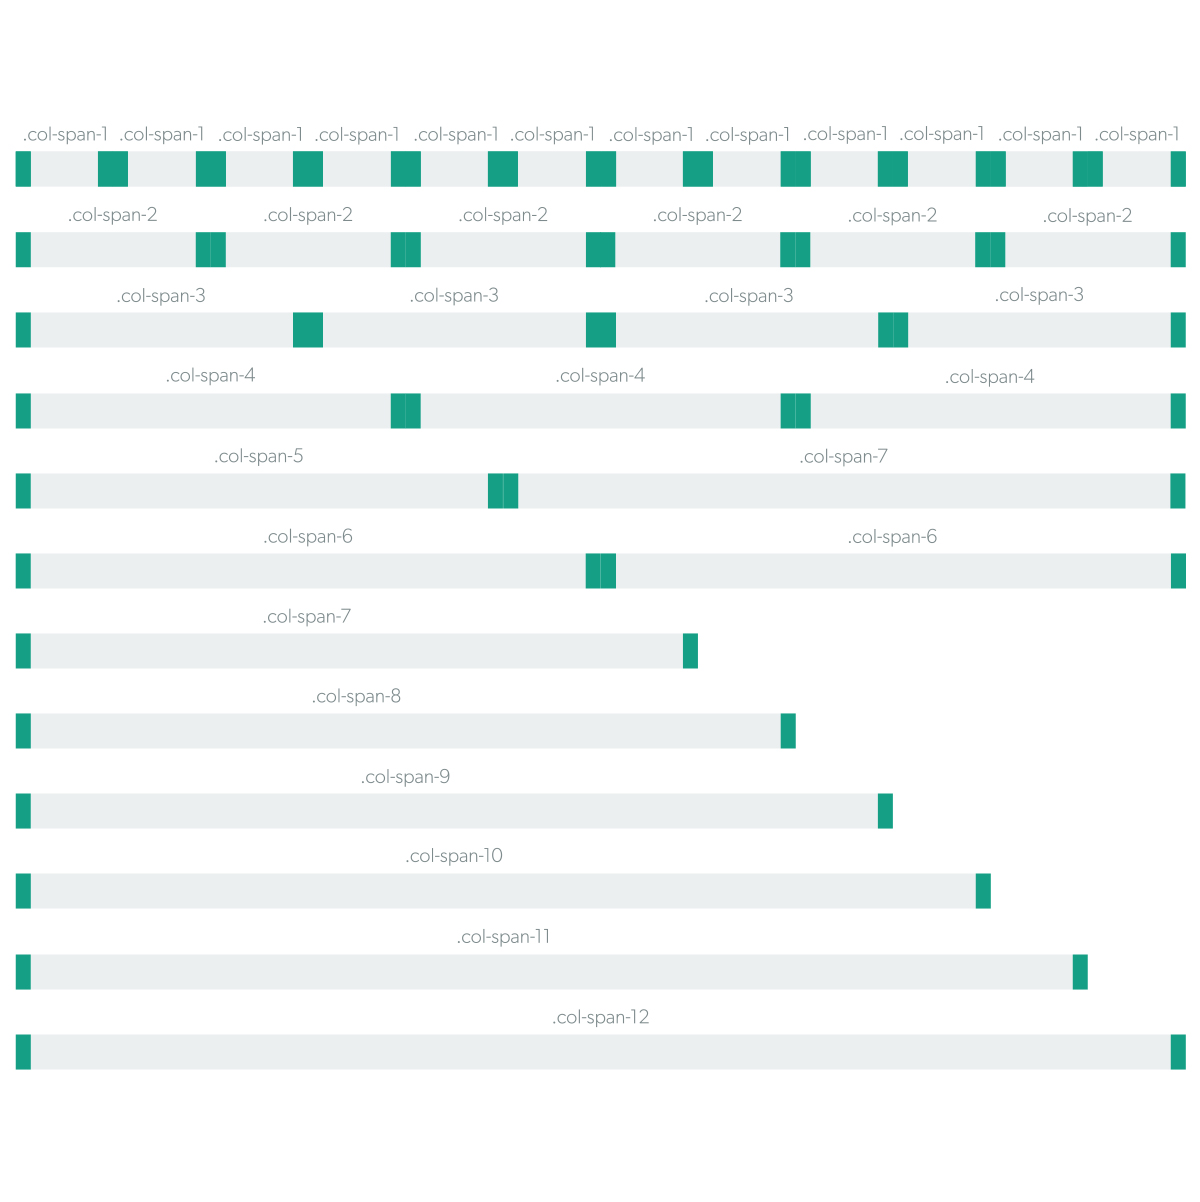 .col-span-1 .col-span-1 .col-span-1 .col-span-1 .col-span-1 .col-span-1 .col-span-1 .col-span-1 .col-span-1 .col-span-1 .col-span-1 .col-span-1
.col-span-2 .col-span-2 .col-span-2 .col-span-2 .col-span-2 .col-span-2
.col-span-3 .col-span-3 .col-span-3 .col-span-3
.col-span-4 .col-span-4 .col-span-4
.col-span-5 .col-span-7
.col-span-6 .col-span-6
.col-span-7
.col-span-8
.col-span-9
.col-span-10
.col-span-11
.col-span-12